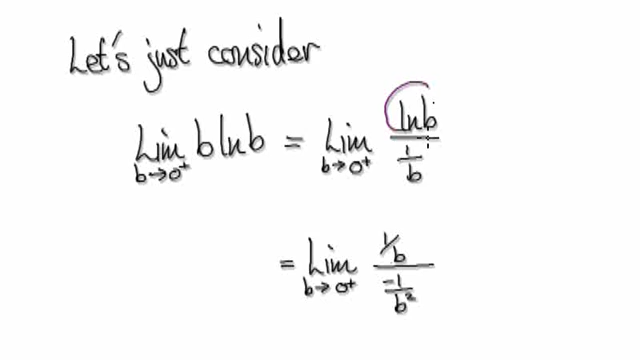 Let's just consider
lim b→0⁺ b ln b = lim b→0⁺ (ln b)/(1/b)
= lim b→0⁺ (1/b)/(-1/b²)